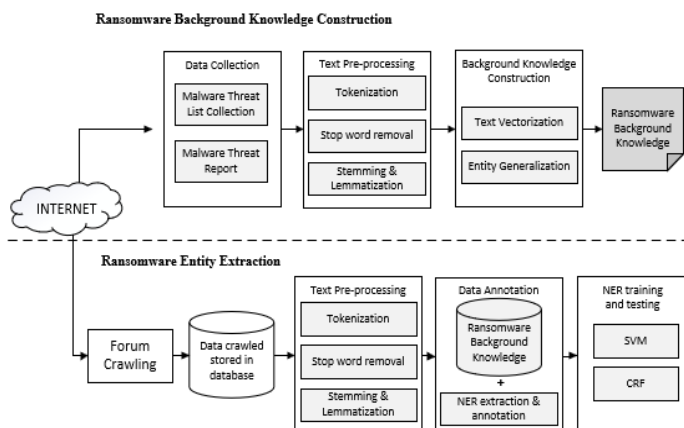 Ransomware Background Knowledge Construction
Data Collection
Malware Threat
List Collection
Malware Threat
Report
Text Pre-processing
Tokenization
Stop word removal
Stemming &
Lemmatization
Background Knowledge
Construction
Text Vectorization
Entity Generalization
Ransomware
Background
Knowledge
INTERNET
Ransomware Entity Extraction
Forum
Crawling
Data crawled
stored in
database
Text Pre-processing
Tokenization
Stop word removal
Stemming &
Lemmatization
Data Annotation
Ransomware
Background
Knowledge
+
NER extraction &
annotation
NER training
and testing
SVM
CRF